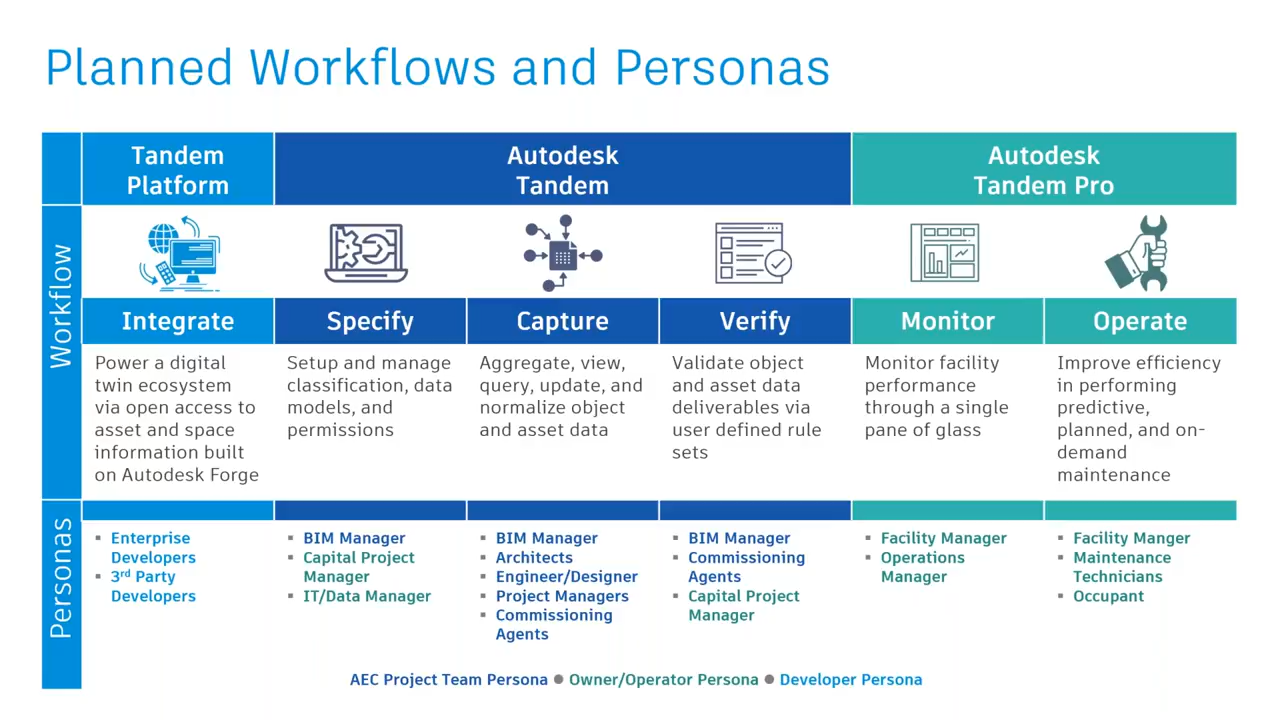 Planned Workflows and Personas
Tandem
Platform
Autodesk
Tandem
Autodesk
Tandem Pro
Workflow
Integrate
Specify
Capture
Verify
Monitor
Operate
Power a digital
twin ecosystem
via open access to
asset and space
information built
on Autodesk Forge
Setup and manage
classification, data
models, and
permissions
Aggregate, view,
query, update, and
normalize object
and asset data
Validate object
and asset data
deliverables via
user defined rule
sets
Monitor facility
performance
through a single
pane of glass
Improve efficiency
in performing
predictive,
planned, and on-
demand
maintenance
Personas
▪ Enterprise
Developers
▪ 3rd Party
Developers
▪ BIM Manager
▪ Capital Project
Manager
▪ IT/Data Manager
▪ BIM Manager
▪ Architects
▪ Engineer/Designer
▪ Project Managers
▪ Commissioning
Agents
▪ BIM Manager
▪ Commissioning
Agents
▪ Capital Project
Manager
▪ Facility Manager
▪ Operations
Manager
▪ Facility Manger
▪ Maintenance
Technicians
▪ Occupant
AEC Project Team Persona ● Owner/Operator Persona ● Developer Persona